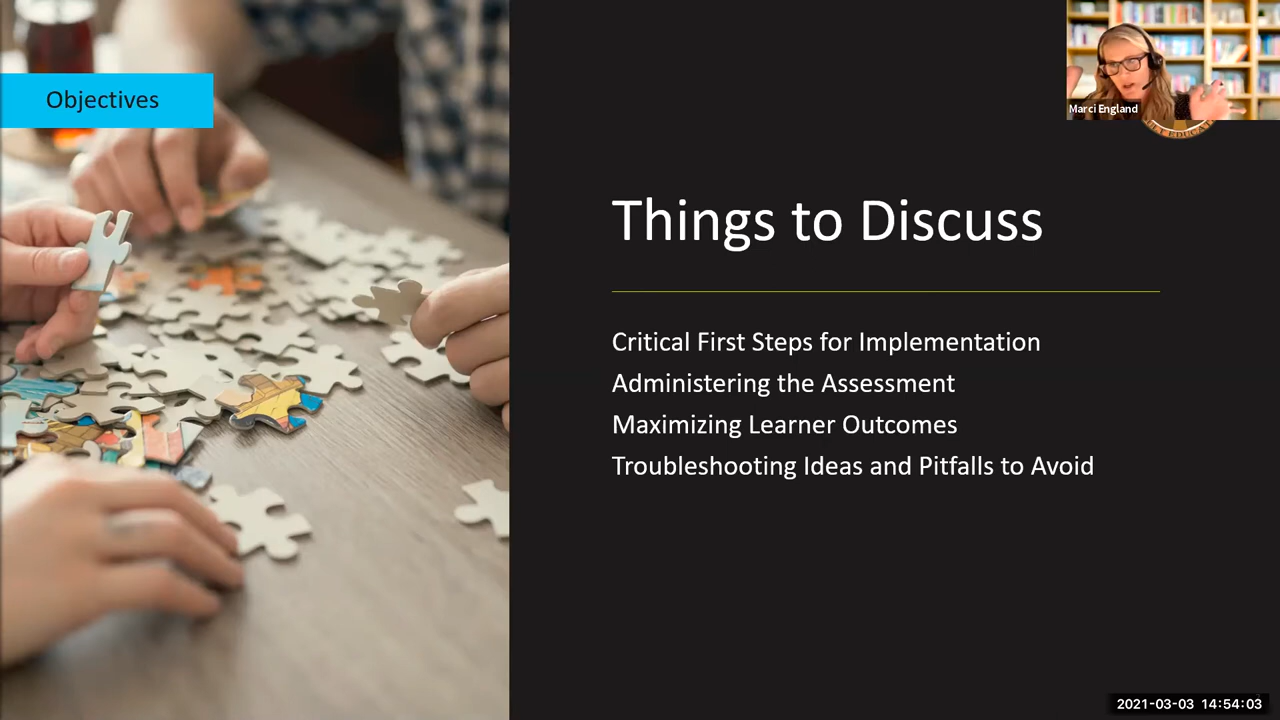 Objectives
Marci England
Things to Discuss
Critical First Steps for Implementation
Administering the Assessment
Maximizing Learner Outcomes
Troubleshooting Ideas and Pitfalls to Avoid
2021-03-03 14:54:03